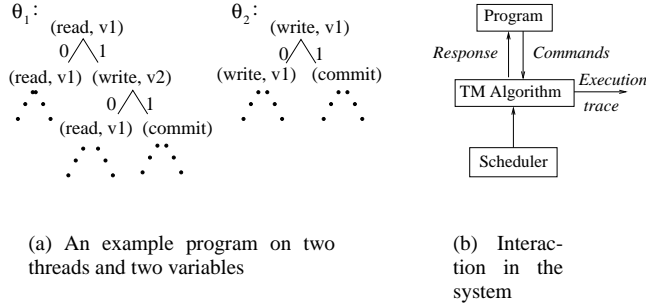 θ1: (read, v1)
0 1
(read, v1) (write, v2)
0 1
(read, v1) (commit)
θ2: (write, v1)
0 1
(write, v1) (commit)
(a) An example program on two
threads and two variables
Program
Response Commands
TM Algorithm
Execution
trace
Scheduler
(b) Interac-
tion in the
system